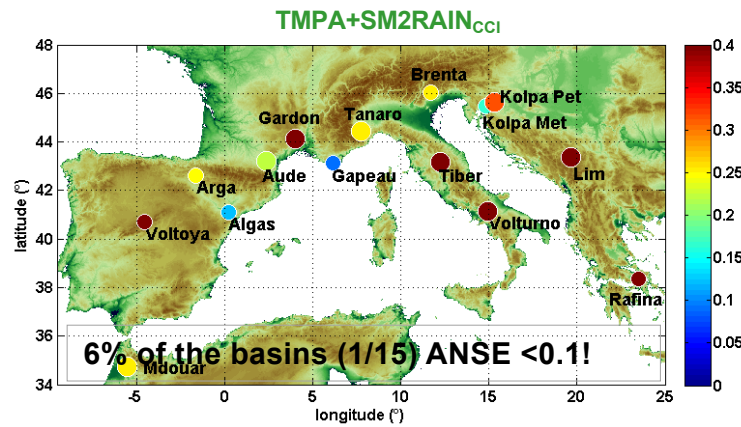 TMPA+SM2RAINCCI
48
46
44
42
40
38
36
34
latitude (°)
Brenta
Kolpa Pet
Gardon
Tanaro
Kolpa Met
Aude
Gapeau
Tiber
Lim
Arga
Algas
Voltoya
Volturno
Rafina
6% of the basins (1/15) ANSE <0.1!
Mdouar
-5
0
5
10
15
20
25
longitude (°)
0.4
0.35
0.3
0.25
0.2
0.15
0.1
0.05
0